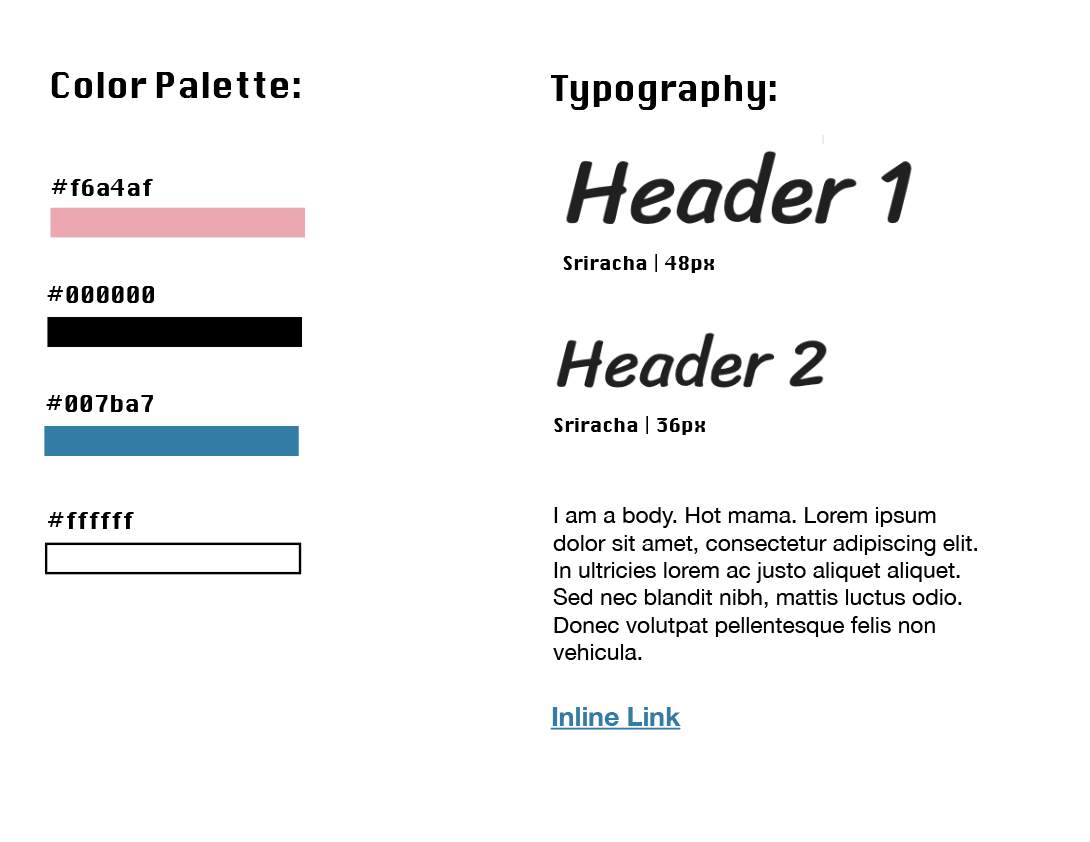 Color Palette:
#f6a4af
#000000
#007ba7
#ffffff
Typography:
Header 1
Sriracha | 48px
Header 2
Sriracha | 36px
I am a body. Hot mama. Lorem ipsum
dolor sit amet, consectetur adipiscing elit.
In ultricies lorem ac justo aliquet aliquet.
Sed nec blandit nibh, mattis luctus odio.
Donec volutpat pellentesque felis non
vehicula.
Inline Link